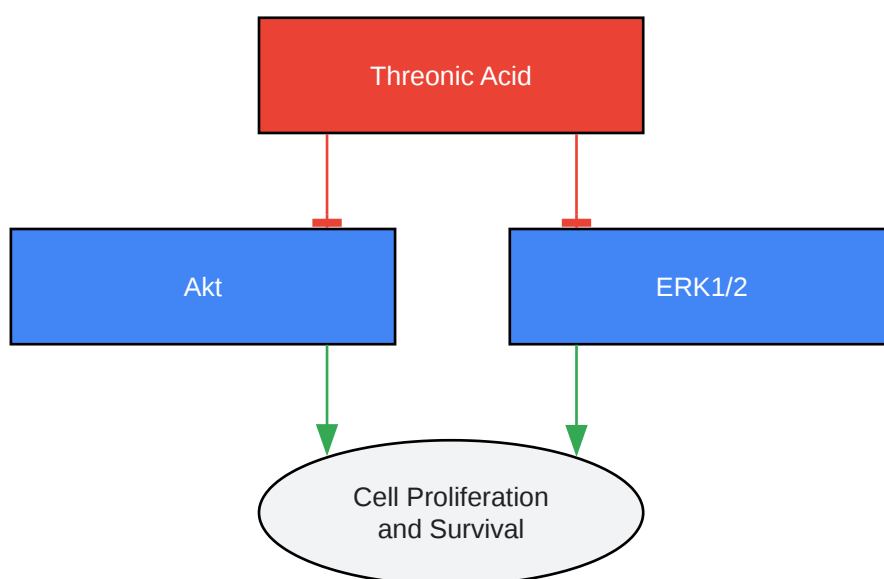 Threonic Acid
Akt
ERK1/2
Cell Proliferation
and Survival